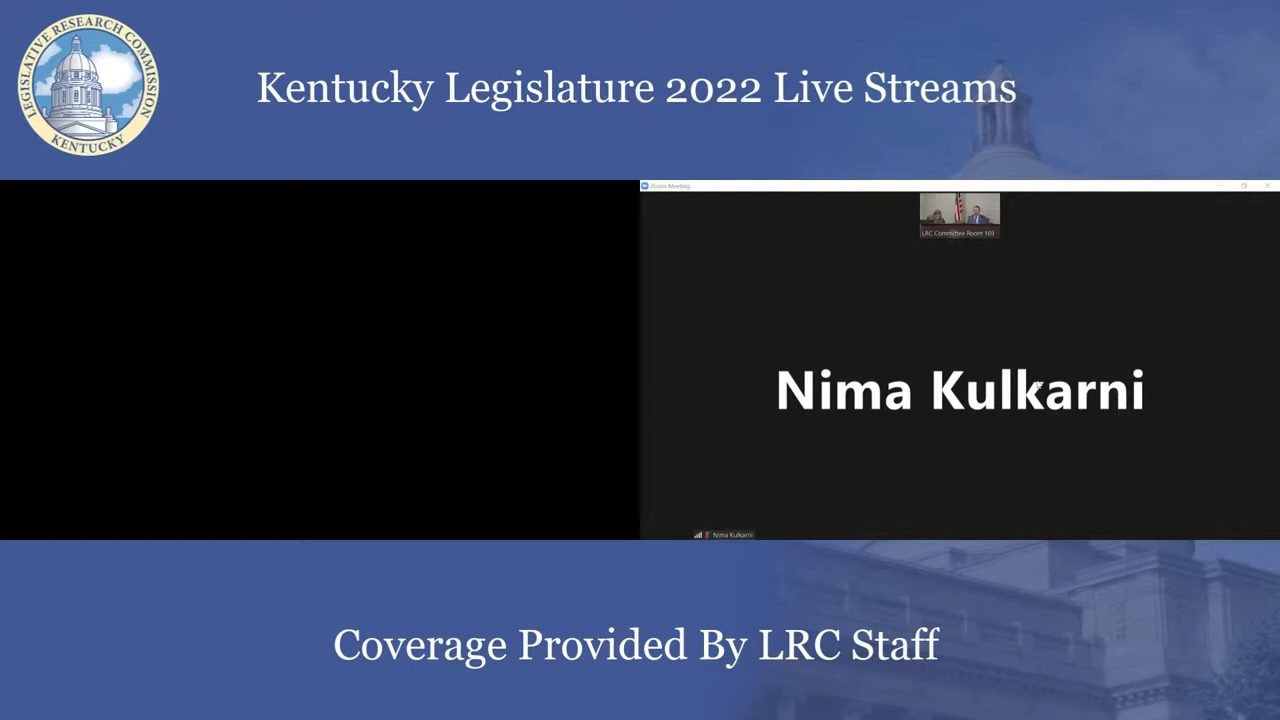 LEGISLATIVE RESEARCH COMMISSION
KENTUCKY
Kentucky Legislature 2022 Live Streams
Zoom Meeting
LRC Committee Room 169
Nima Kulkarni
Nima Kulkarni
Coverage Provided By LRC Staff